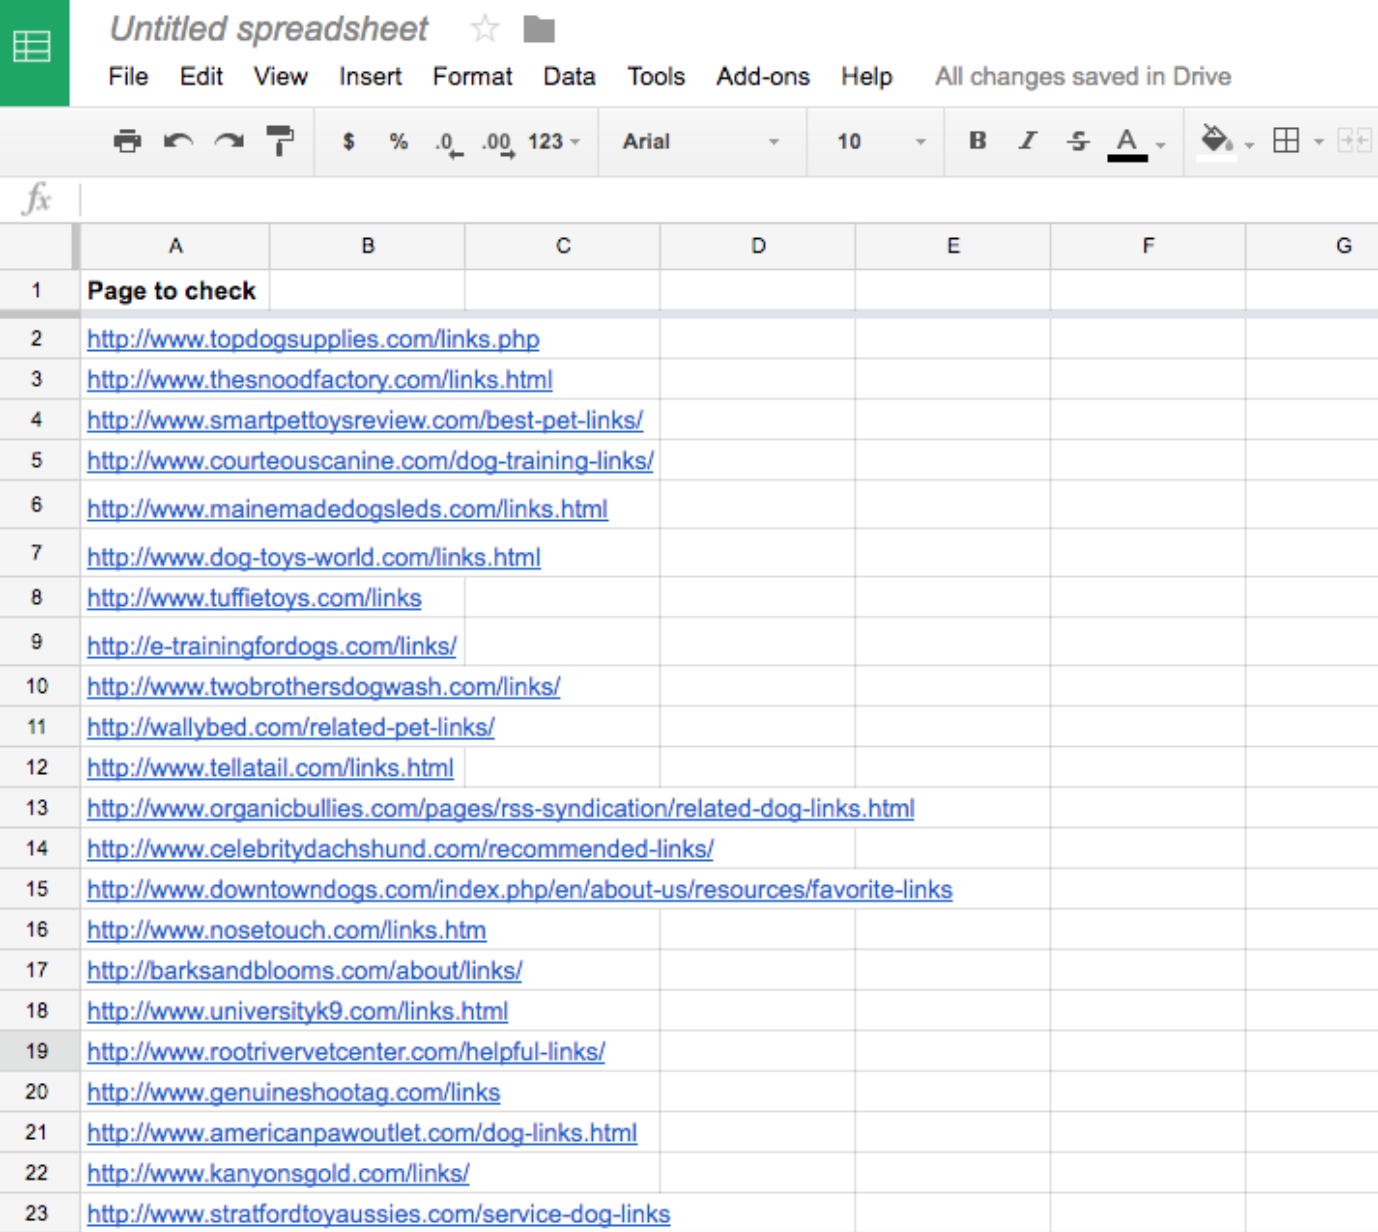 Untitled spreadsheet
File Edit View Insert Format Data Tools Add-ons Help All changes saved in Drive
$ % .0 .00 123 Arial 10 B I S A
fx
A B C D E F G
1 Page to check
2 http://www.topdogsupplies.com/links.php
3 http://www.thesnoodfactory.com/links.html
4 http://www.smartpettoysreview.com/best-pet-links/
5 http://www.courteouscanine.com/dog-training-links/
6 http://www.mainemadedogsleds.com/links.html
7 http://www.dog-toys-world.com/links.html
8 http://www.tuffietoys.com/links
9 http://e-trainingfordogs.com/links/
10 http://www.twobrothersdogwash.com/links/
11 http://wallybed.com/related-pet-links/
12 http://www.tellatail.com/links.html
13 http://www.organicbullies.com/pages/rss-syndication/related-dog-links.html
14 http://www.celebritydachshund.com/recommended-links/
15 http://www.downtowndogs.com/index.php/en/about-us/resources/favorite-links
16 http://www.nosetouch.com/links.htm
17 http://barksandblooms.com/about/links/
18 http://www.universityk9.com/links.html
19 http://www.rootrivervetcenter.com/helpful-links/
20 http://www.genuineshootag.com/links
21 http://www.americanpawoutlet.com/dog-links.html
22 http://www.kanyonsgold.com/links/
23 http://www.stratfordtoyaussies.com/service-dog-links